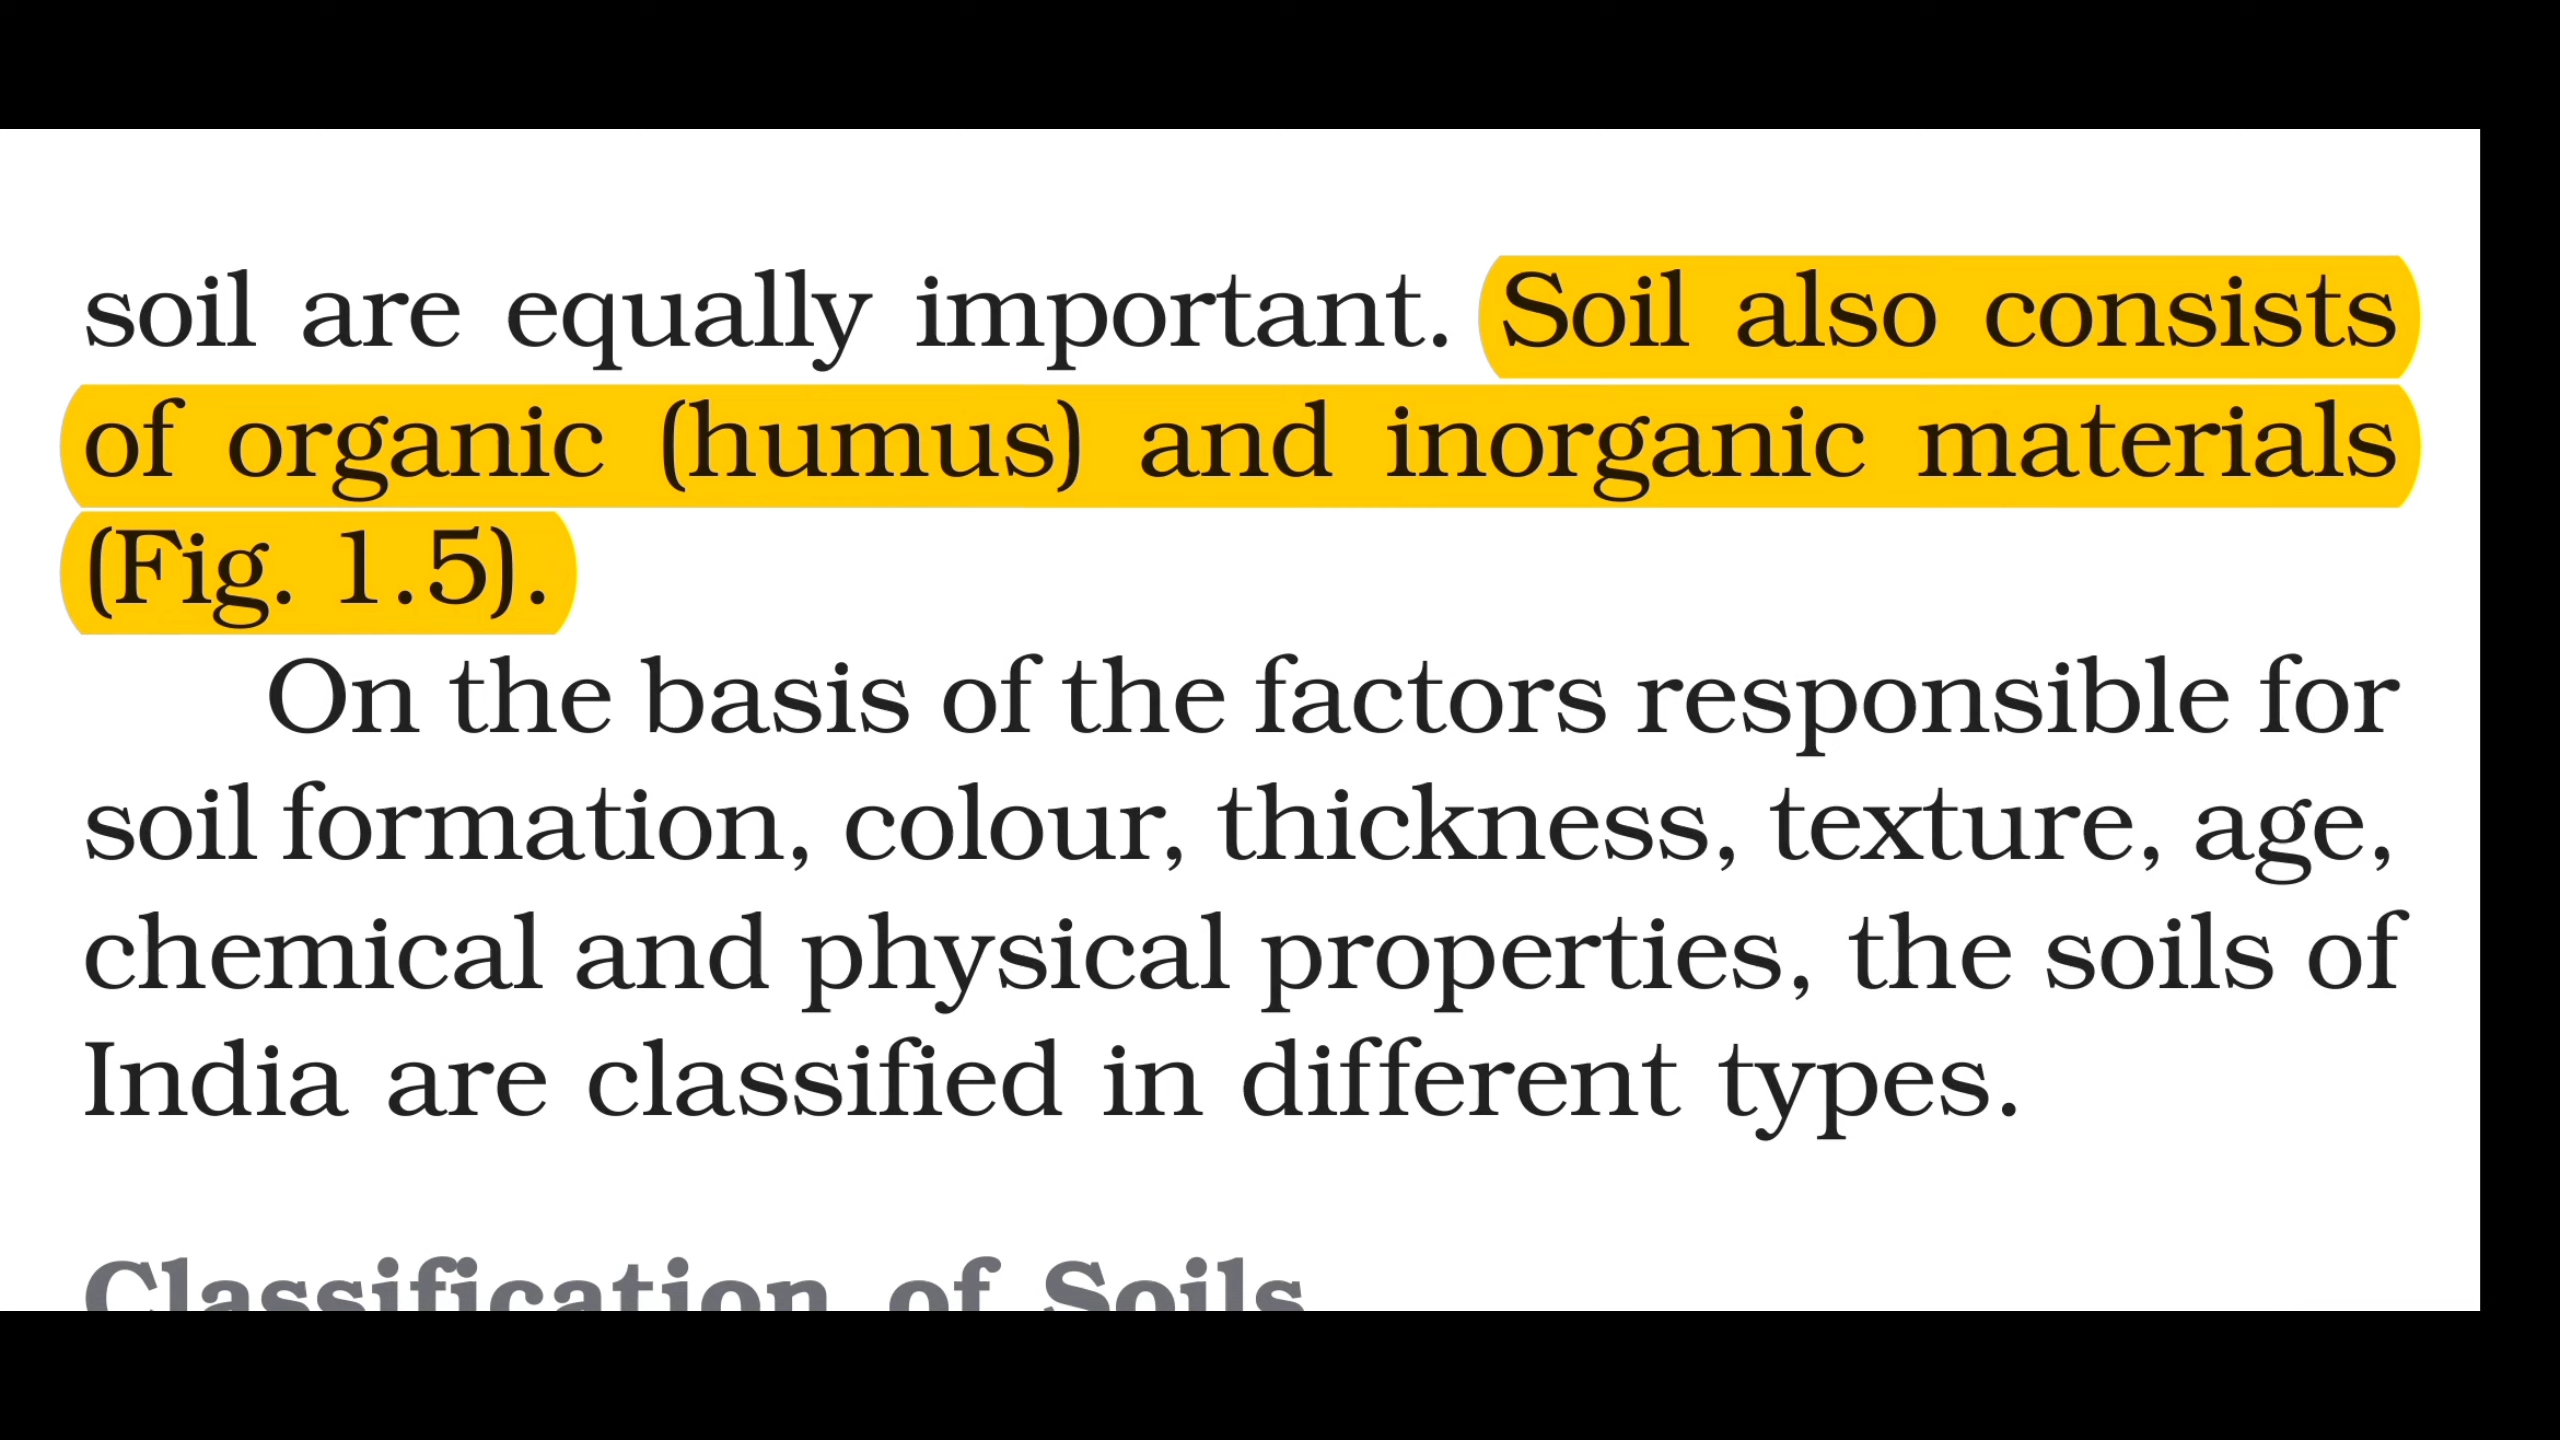 soil are equally important. Soil also consists
of organic (humus) and inorganic materials
(Fig. 1.5).
On the basis of the factors responsible for
soil formation, colour, thickness, texture, age,
chemical and physical properties, the soils of
India are classified in different types.
Classification of Soils